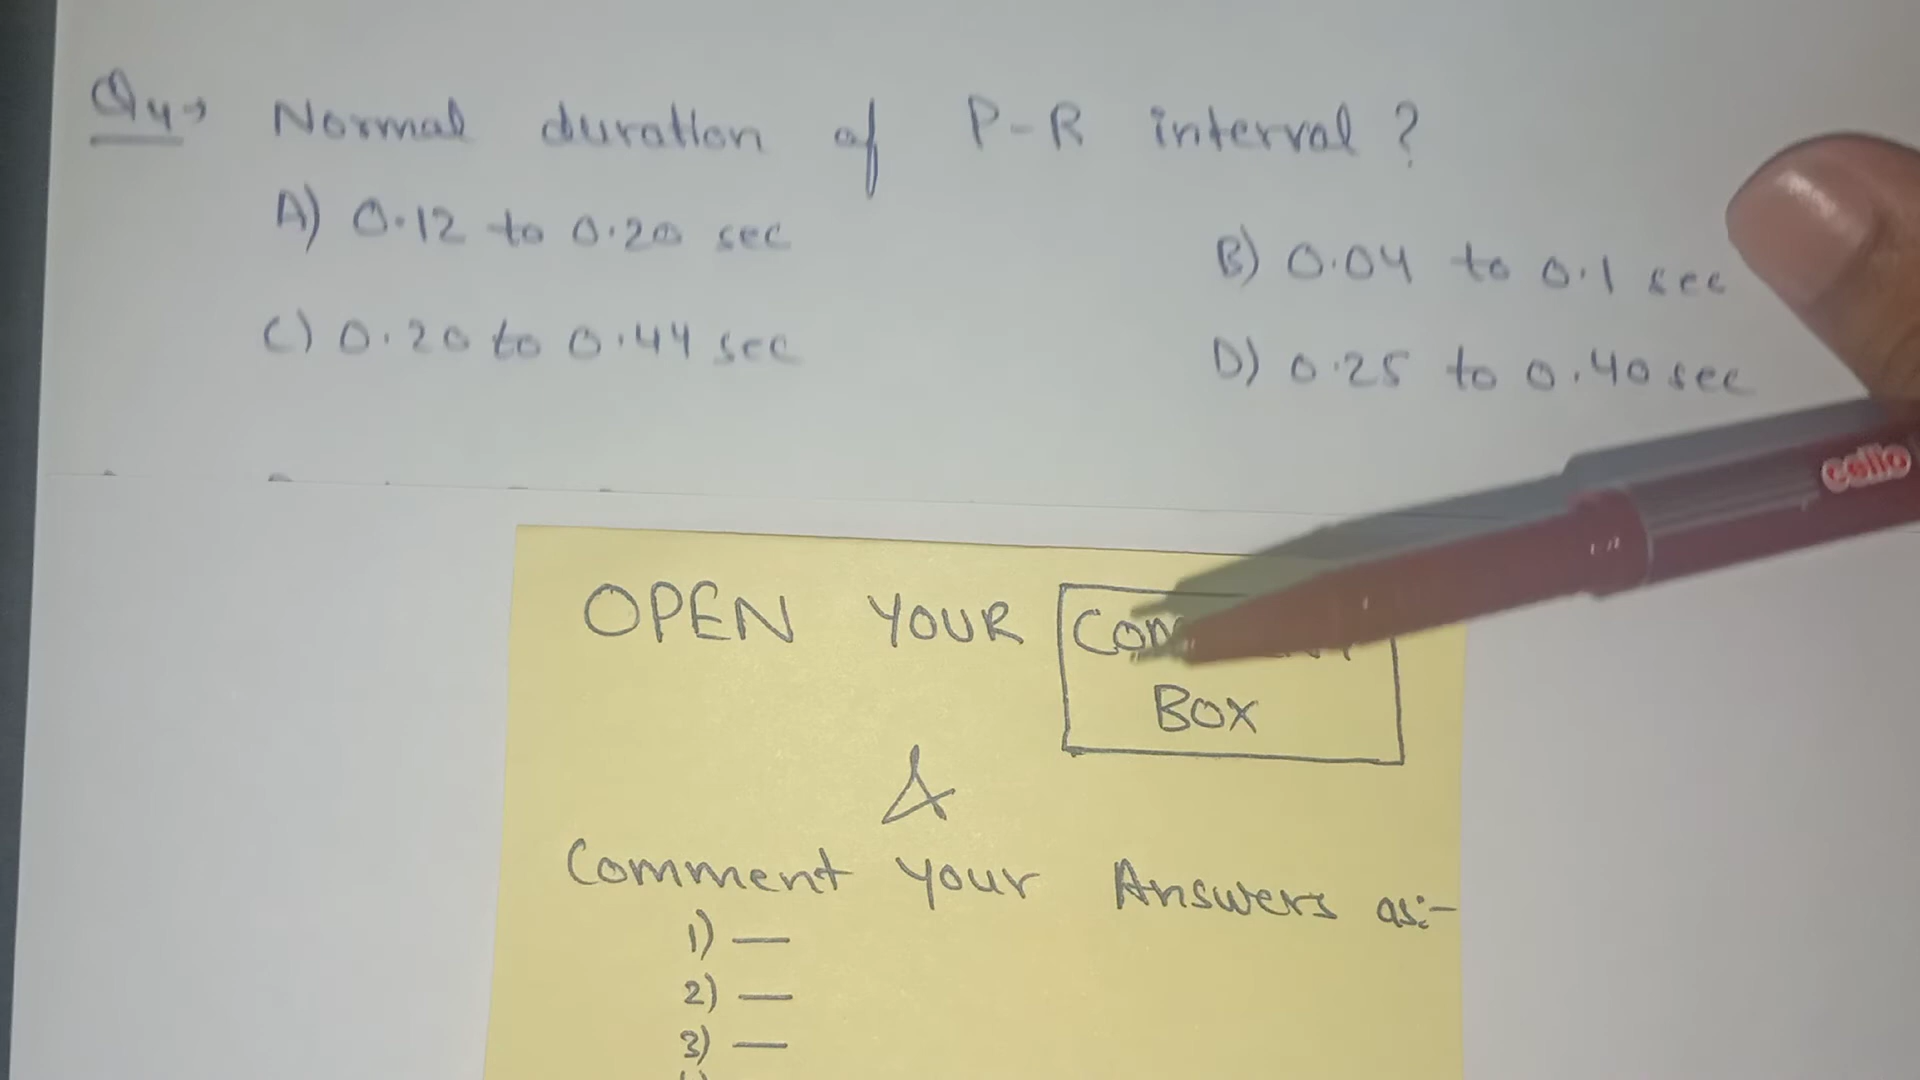 Q4→ Normal duration of P-R interval?
A) 0.12 to 0.20 sec
B) 0.04 to 0.1 sec
C) 0.20 to 0.44 sec
D) 0.25 to 0.40 sec
cello
OPEN YOUR
BOX
&
Comment your Answers as:-
1) —
2) —
3) —